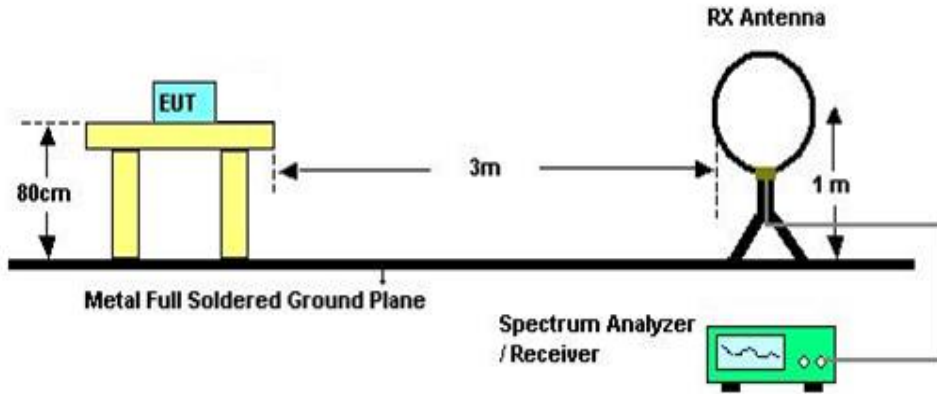 RX Antenna
EUT
80cm
3m
1 m
Metal Full Soldered Ground Plane
Spectrum Analyzer
/ Receiver